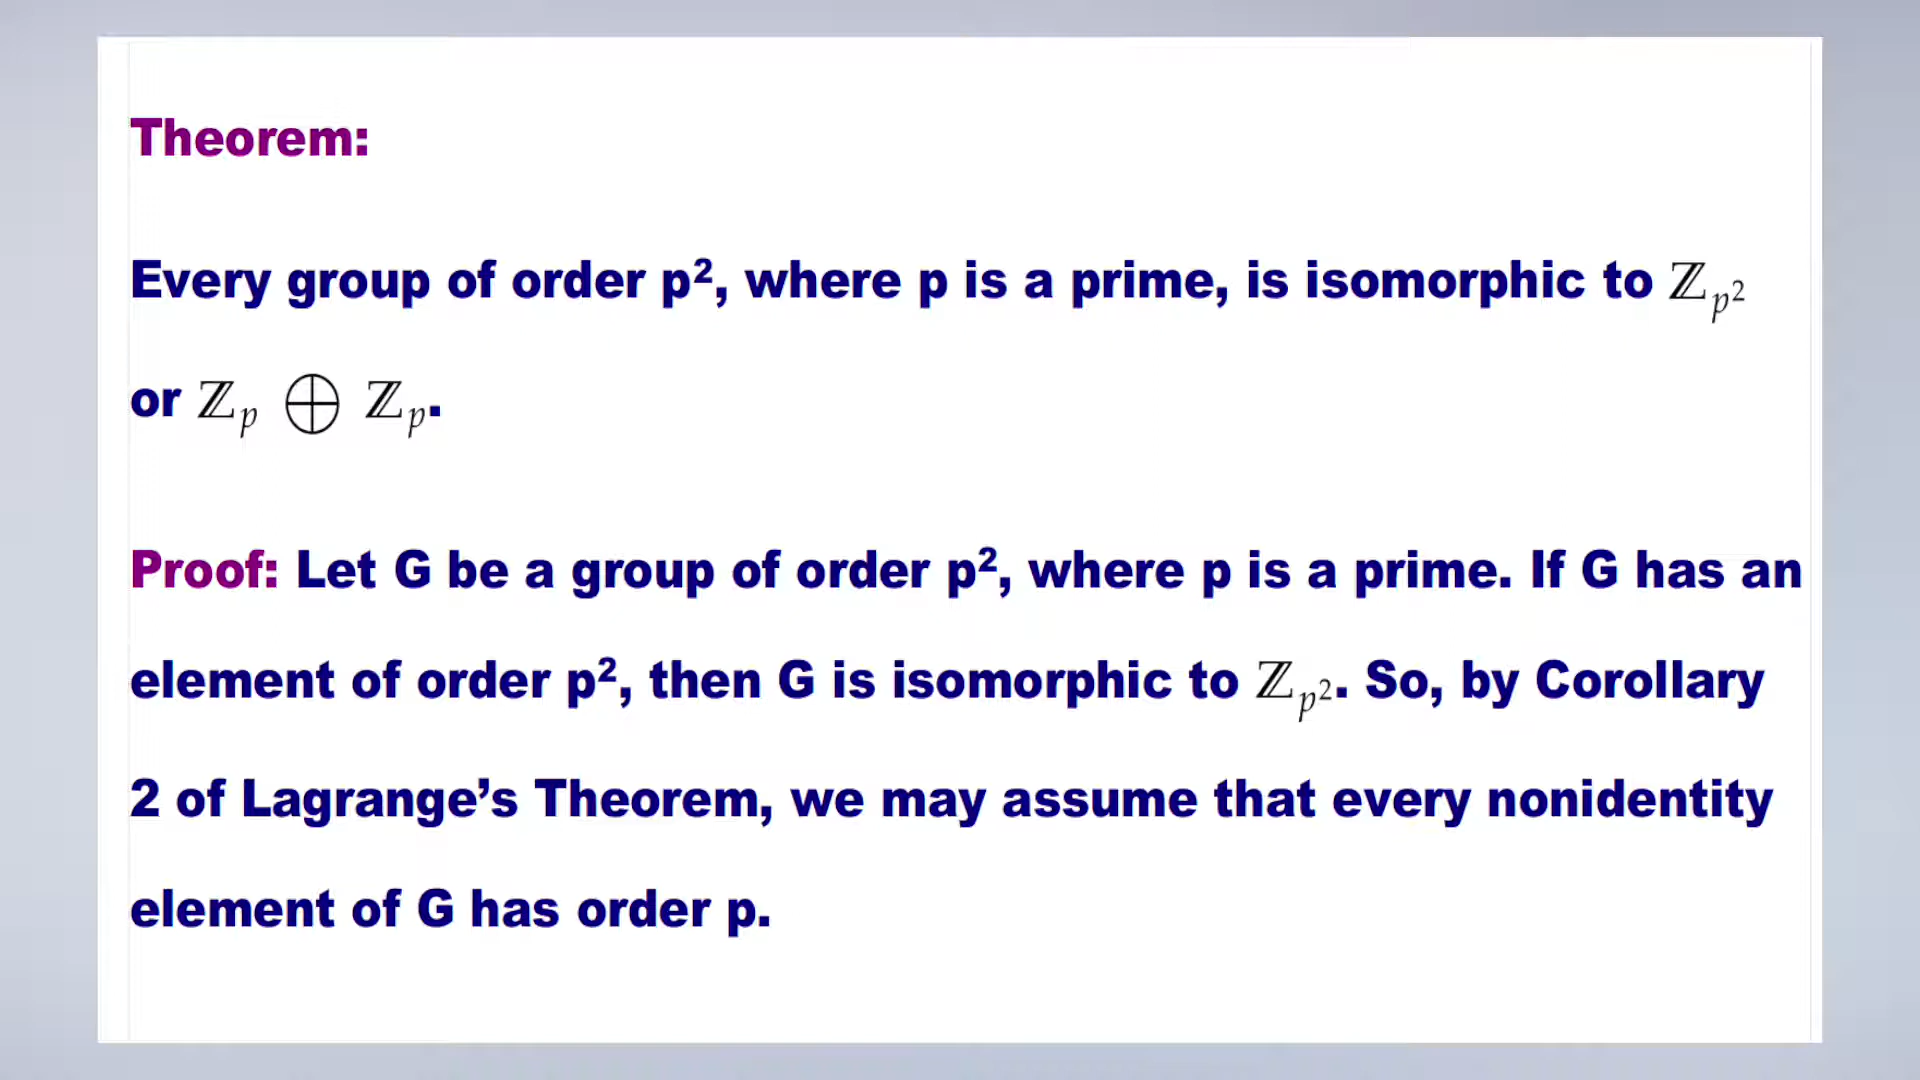 Theorem:
Every group of order p², where p is a prime, is isomorphic to ℤ_{p²}
or ℤ_p ⊕ ℤ_p.
Proof: Let G be a group of order p², where p is a prime. If G has an
element of order p², then G is isomorphic to ℤ_{p²}. So, by Corollary
2 of Lagrange’s Theorem, we may assume that every nonidentity
element of G has order p.